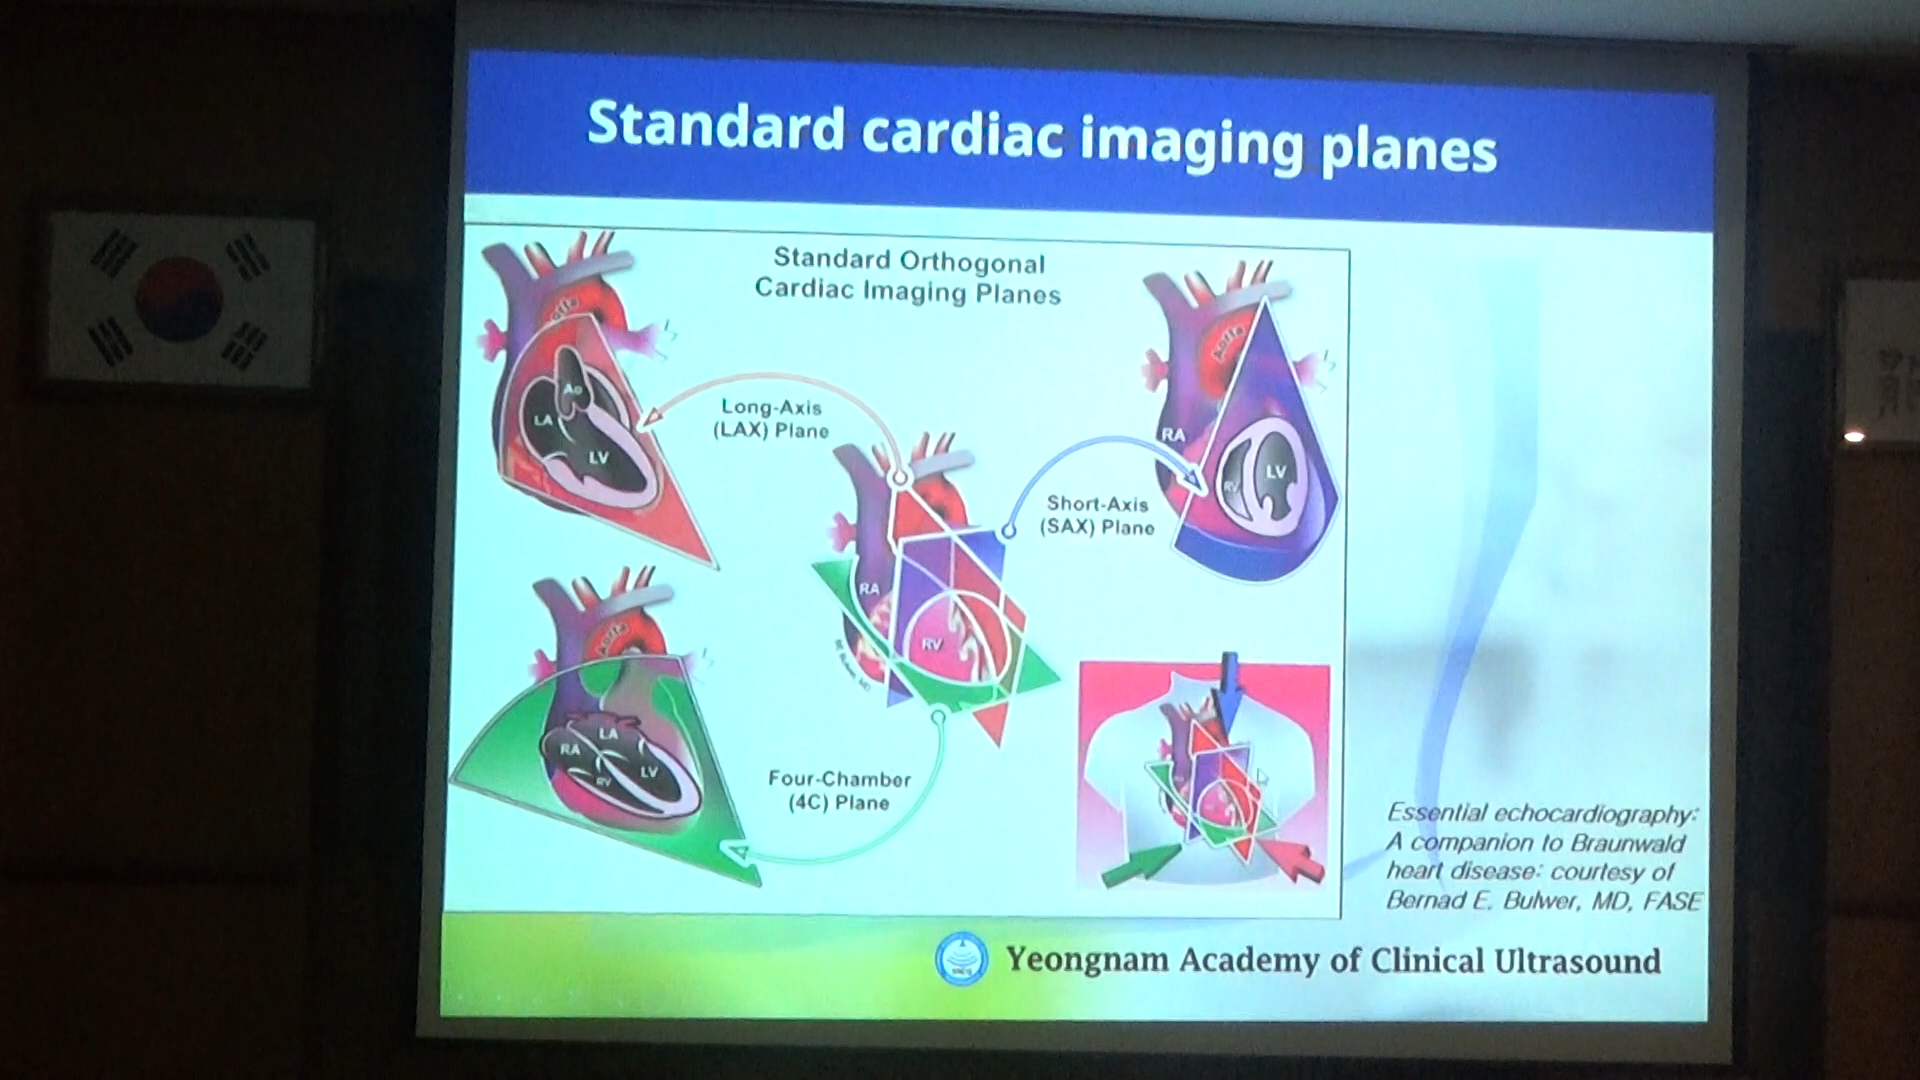 Standard cardiac imaging planes
Standard Orthogonal
Cardiac Imaging Planes
Aorta
Ao
LA
LV
Long-Axis
(LAX) Plane
Aorta
RA
RV
LV
Short-Axis
(SAX) Plane
RA
RV
Aorta
LA
RA
LV
RV
Four-Chamber
(4C) Plane
Essential echocardiography:
A companion to Braunwald
heart disease: courtesy of
Bernad E. Bulwer, MD, FASE
Yeongnam Academy of Clinical Ultrasound